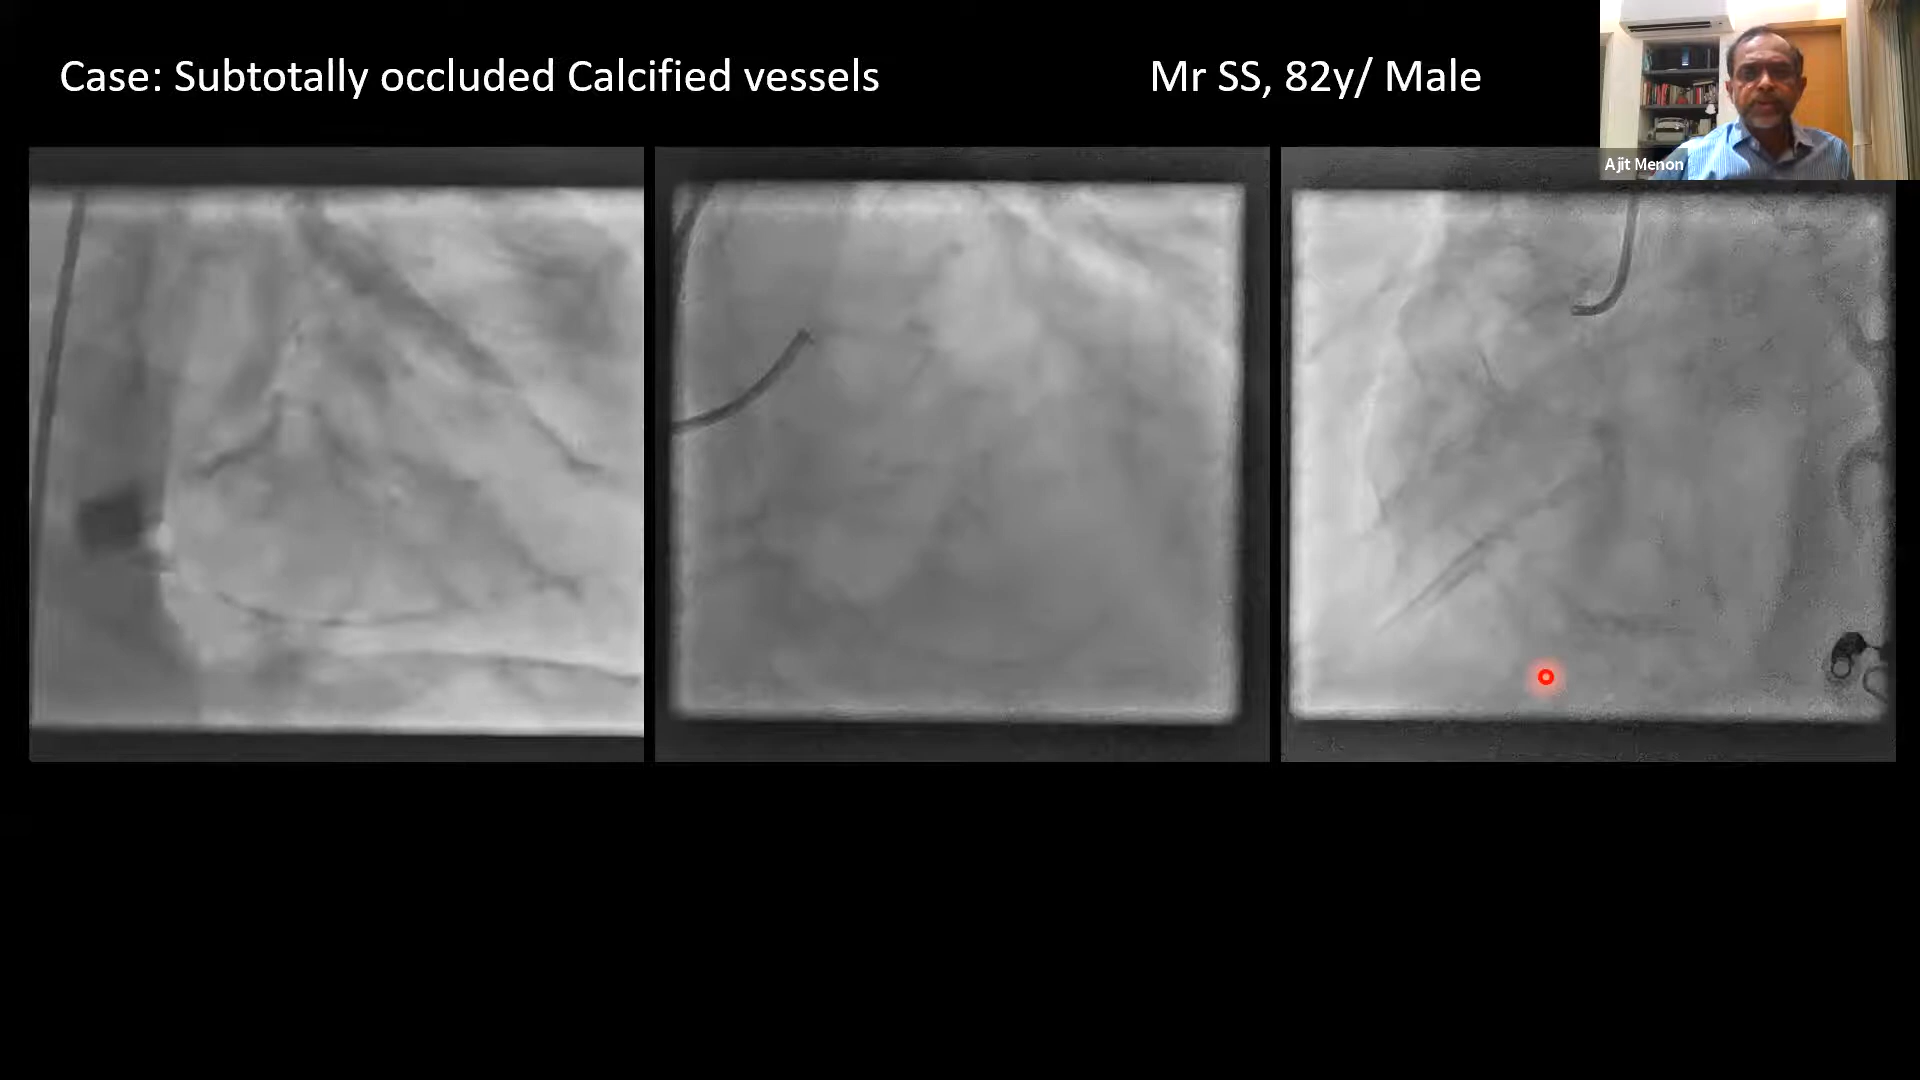 Case: Subtotally occluded Calcified vessels
Mr SS, 82y/ Male
Ajit Menon